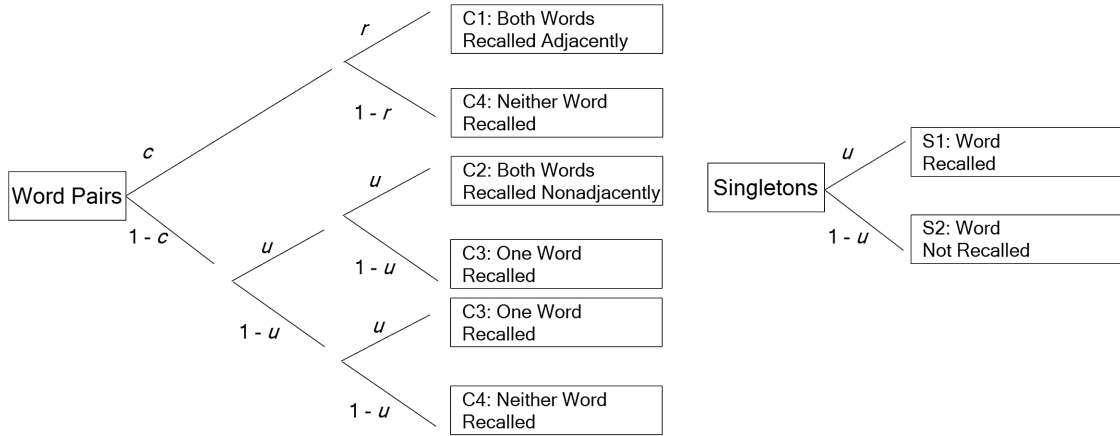 r
C1: Both Words
Recalled Adjacently
1 - r
C4: Neither Word
Recalled
c
Word Pairs
1 - c
u
C2: Both Words
Recalled Nonadjacently
u
1 - u
C3: One Word
Recalled
1 - u
u
C3: One Word
Recalled
1 - u
C4: Neither Word
Recalled
Singletons
u
S1: Word
Recalled
1 - u
S2: Word
Not Recalled